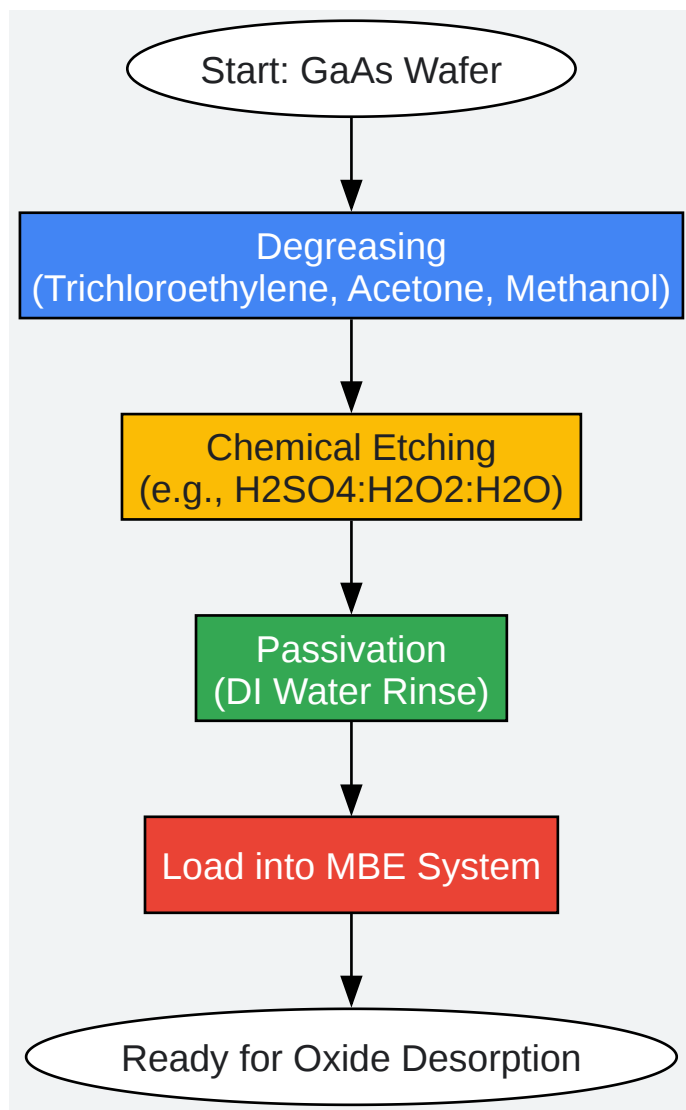 Start: GaAs Wafer
Degreasing
(Trichloroethylene, Acetone, Methanol)
Chemical Etching
(e.g., H2SO4:H2O2:H2O)
Passivation
(DI Water Rinse)
Load into MBE System
Ready for Oxide Desorption